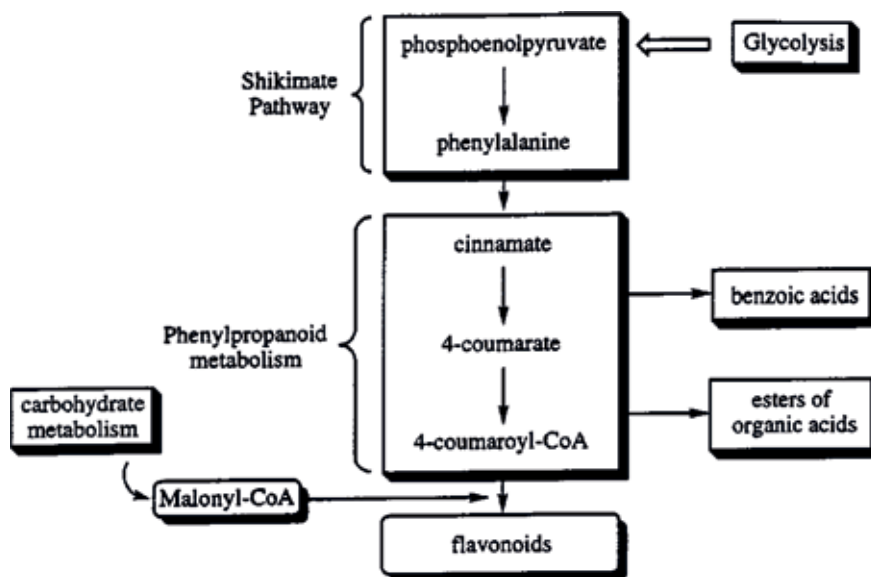 phosphoenolpyruvate
Glycolysis
Shikimate
Pathway
phenylalanine
cinnamate
benzoic acids
Phenylpropanoid
metabolism
4-coumarate
carbohydrate
metabolism
esters of
organic acids
4-coumaroyl-CoA
Malonyl-CoA
flavonoids